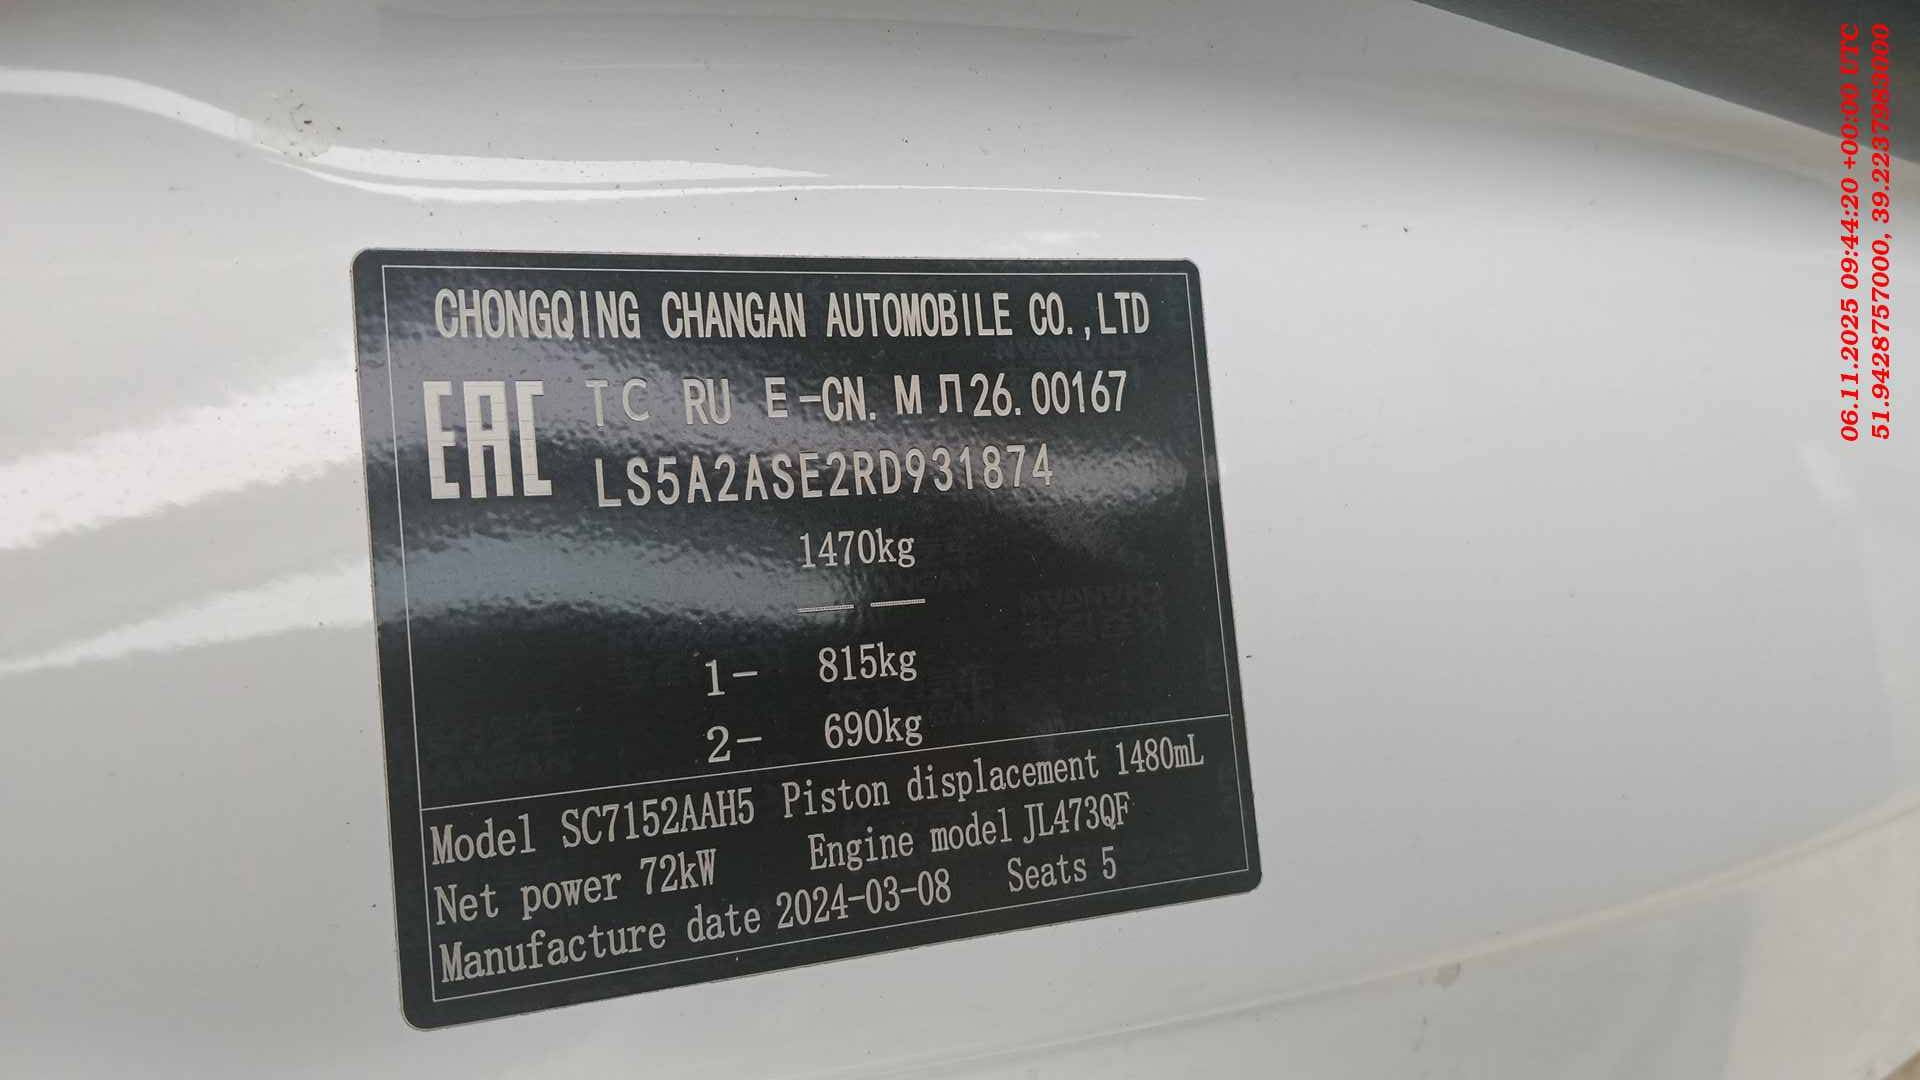 CHONGQING CHANGAN AUTOMOBILE CO.,LTD
EAC TC RU E-CN.МЛ26.00167
LS5A2ASE2RD931874
1470kg
— —
1- 815kg
2- 690kg
Model SC7152AAH5 Piston displacement 1480mL
Net power 72kW Engine model JL473QF
Manufacture date 2024-03-08 Seats 5
06.11.2025 09:44:20 +00:00 UTC
51.942875757000, 39.22379983000